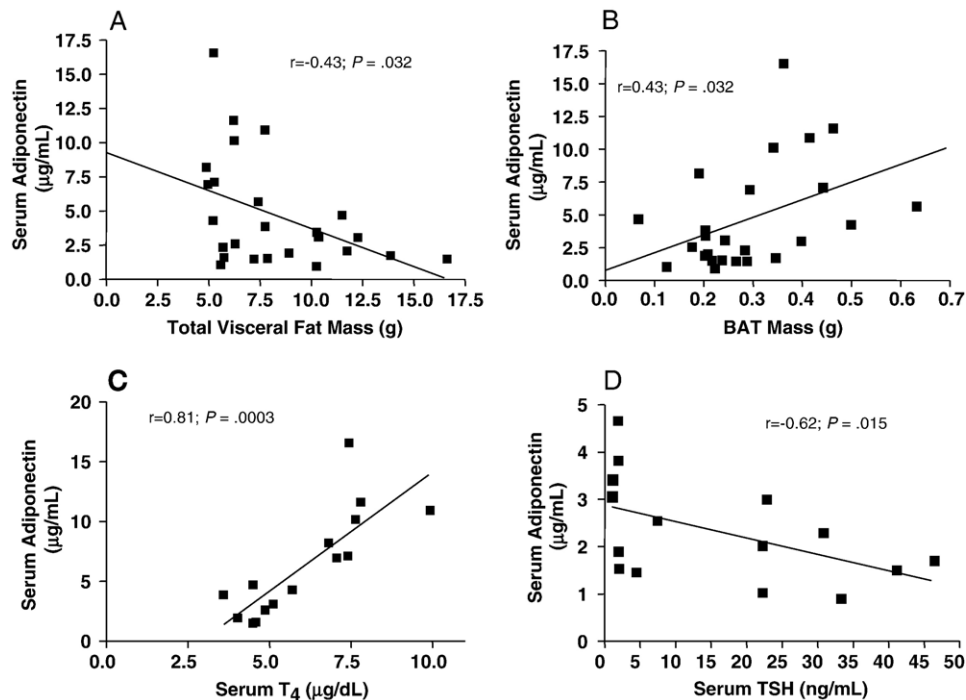 A
r=-0.43; P = .032
17.5
15.0
12.5
10.0
7.5
5.0
2.5
0.0
Serum Adiponectin
(µg/mL)
0.0 2.5 5.0 7.5 10.0 12.5 15.0 17.5
Total Visceral Fat Mass (g)
B
r=0.43; P = .032
17.5
15.0
12.5
10.0
7.5
5.0
2.5
0.0
Serum Adiponectin
(µg/mL)
0.0 0.1 0.2 0.3 0.4 0.5 0.6 0.7
BAT Mass (g)
C
r=0.81; P = .0003
20
15
10
5
0
Serum Adiponectin
(µg/mL)
0.0 2.5 5.0 7.5 10.0
Serum T4 (µg/dL)
D
r=-0.62; P = .015
5
4
3
2
1
0
Serum Adiponectin
(µg/mL)
0 5 10 15 20 25 30 35 40 45 50
Serum TSH (ng/mL)